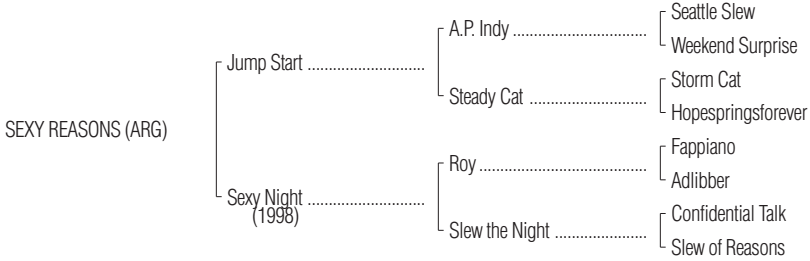 Seattle Slew
A.P. Indy ................................
Weekend Surprise
Jump Start ............................
Storm Cat
Steady Cat ............................
Hopespringsforever
SEXY REASONS (ARG)
Fappiano
Roy ........................................
Adlibber
Sexy Night ............................
(1998)
Confidential Talk
Slew the Night ......................
Slew of Reasons